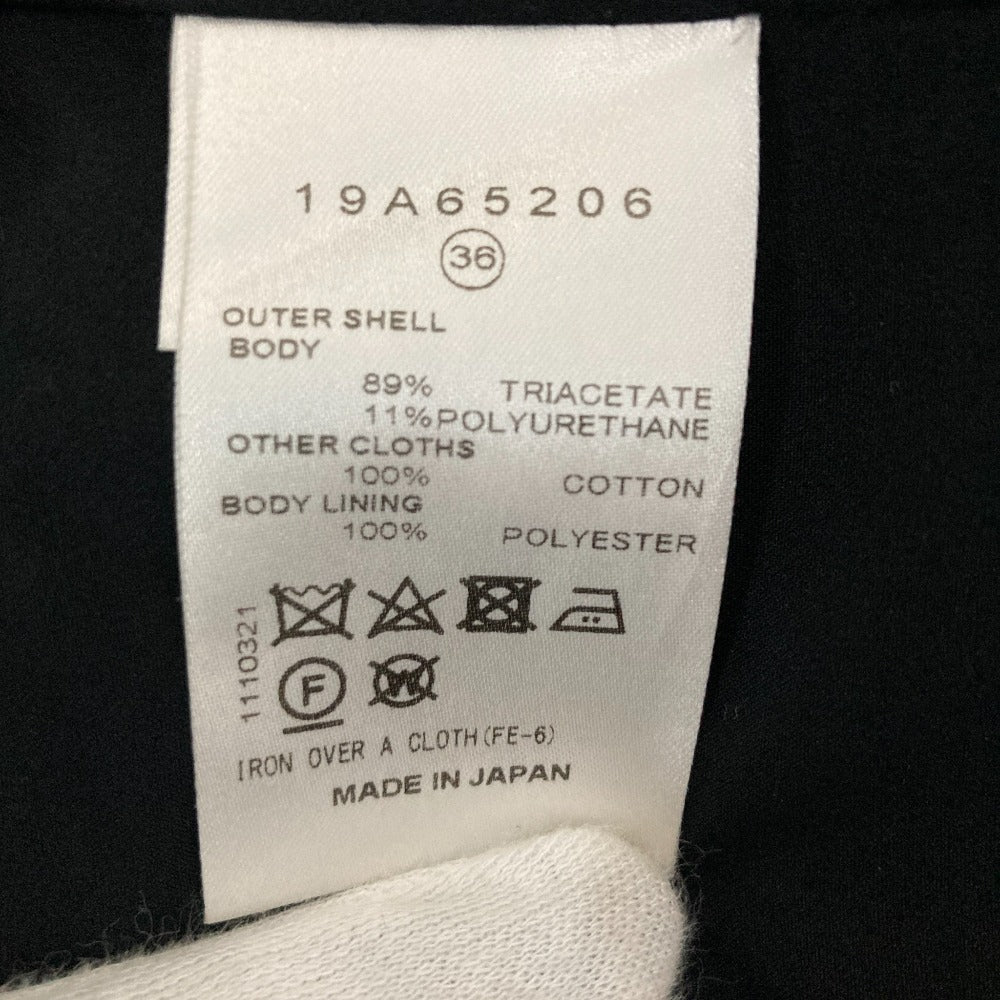 19A65206
36
OUTER SHELL
BODY
89% TRIACETATE
11% POLYURETHANE
OTHER CLOTHS
100% COTTON
BODY LINING
100% POLYESTER
1110321
F W
IRON OVER A CLOTH(FE-6)
MADE IN JAPAN